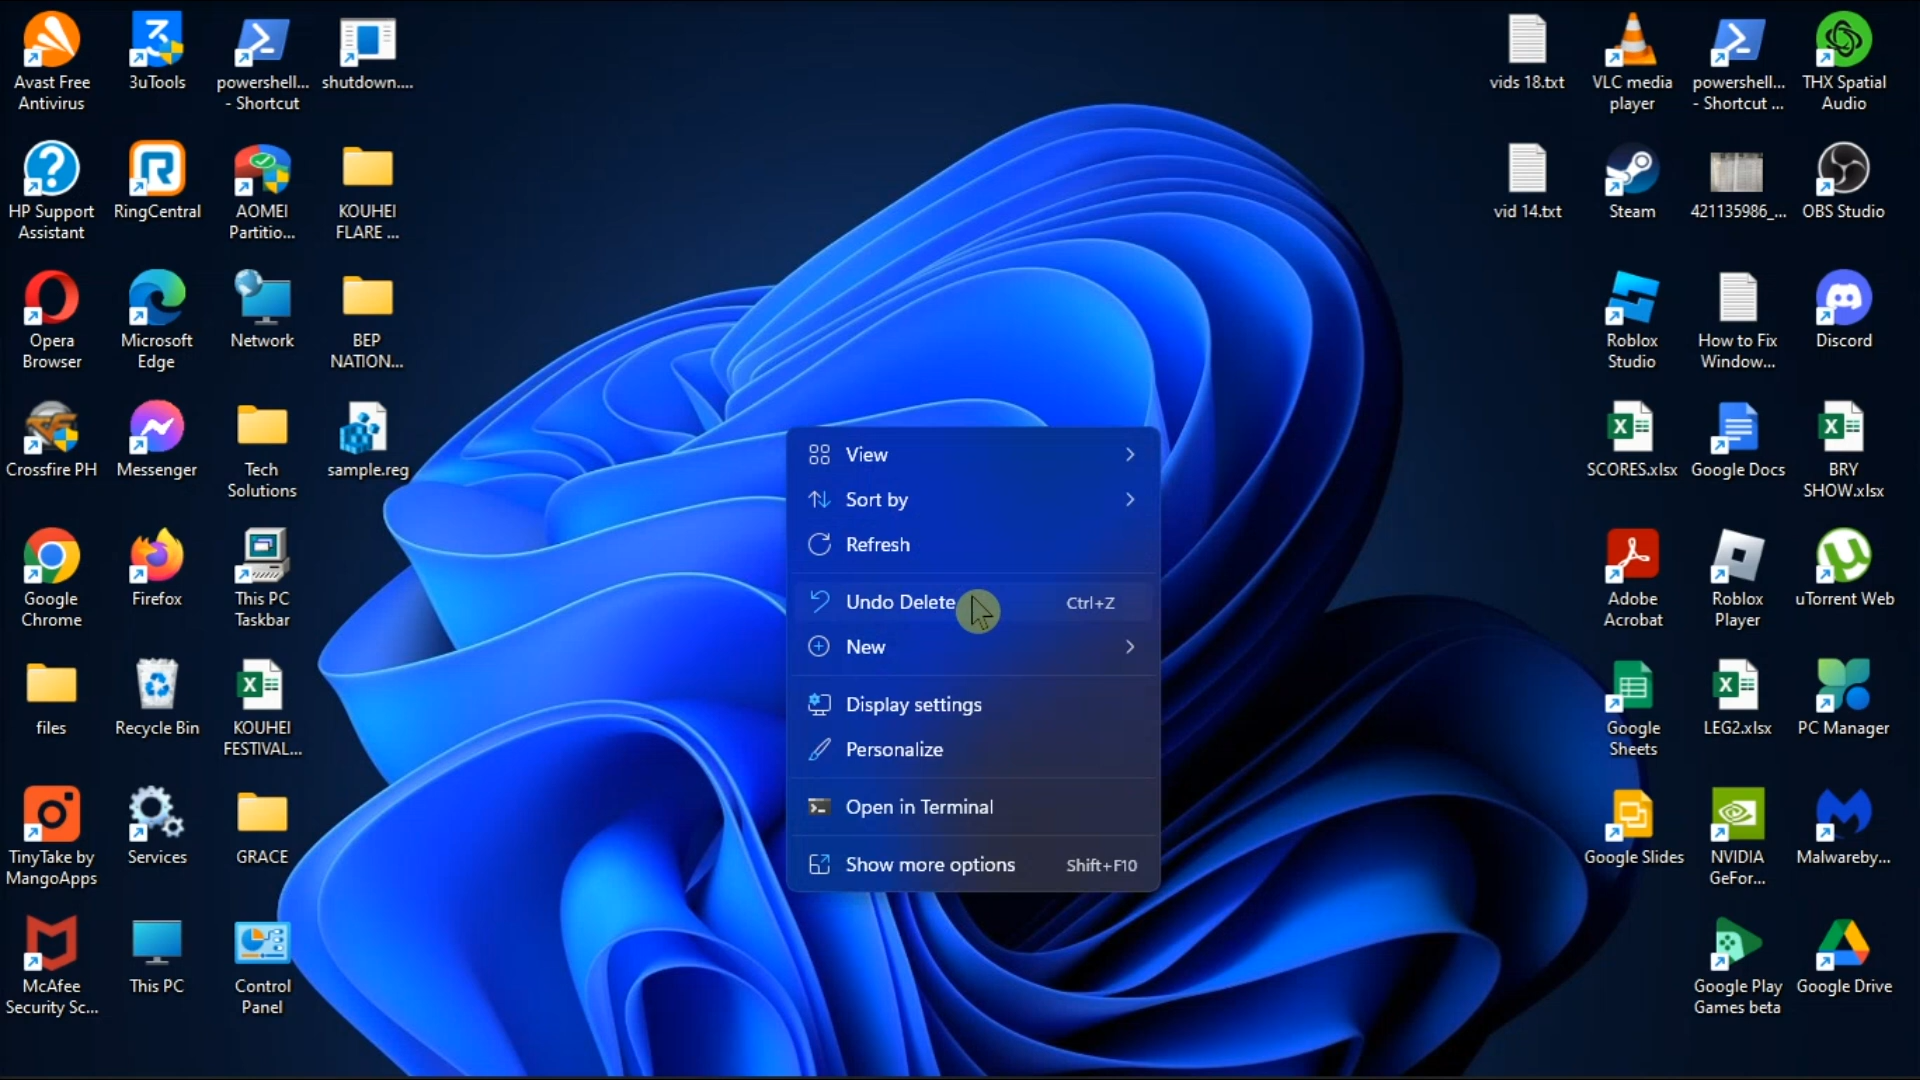 Avast Free
Antivirus
3uTools
powershell...
- Shortcut
shutdown....
HP Support
Assistant
RingCentral
AOMEI
Partitio...
KOUHEI
FLARE ...
Opera
Browser
Microsoft
Edge
Network
BEP
NATION...
Crossfire PH
Messenger
Tech
Solutions
sample.reg
Google
Chrome
Firefox
This PC
Taskbar
files
Recycle Bin
KOUHEI
FESTIVAL...
TinyTake by
MangoApps
Services
GRACE
McAfee
Security Sc...
This PC
Control
Panel
View
Sort by
Refresh
Undo Delete Ctrl+Z
New
Display settings
Personalize
Open in Terminal
Show more options Shift+F10
vids 18.txt
VLC media
player
powershell...
- Shortcut ...
THX Spatial
Audio
vid 14.txt
Steam
421135986_...
OBS Studio
Roblox
Studio
How to Fix
Window...
Discord
SCORES.xlsx
Google Docs
BRY
SHOW.xlsx
Adobe
Acrobat
Roblox
Player
uTorrent Web
Google
Sheets
LEG2.xlsx
PC Manager
Google Slides
NVIDIA
GeFor...
Malwareby...
Google Play
Games beta
Google Drive